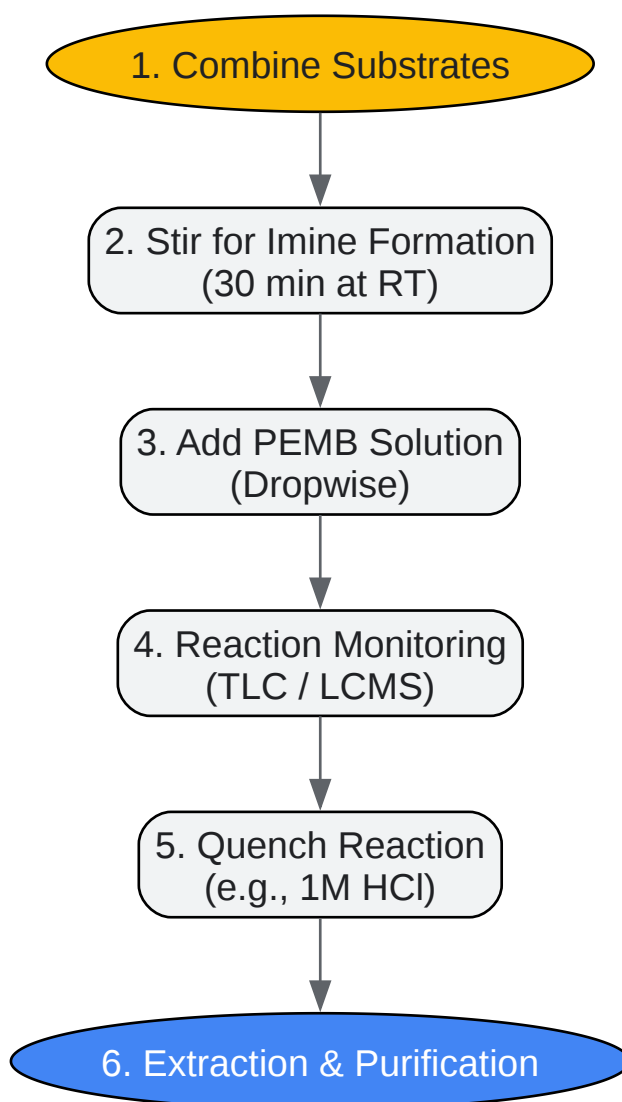 1. Combine Substrates
2. Stir for Imine Formation
(30 min at RT)
3. Add PEMB Solution
(Dropwise)
4. Reaction Monitoring
(TLC / LCMS)
5. Quench Reaction
(e.g., 1M HCl)
6. Extraction & Purification